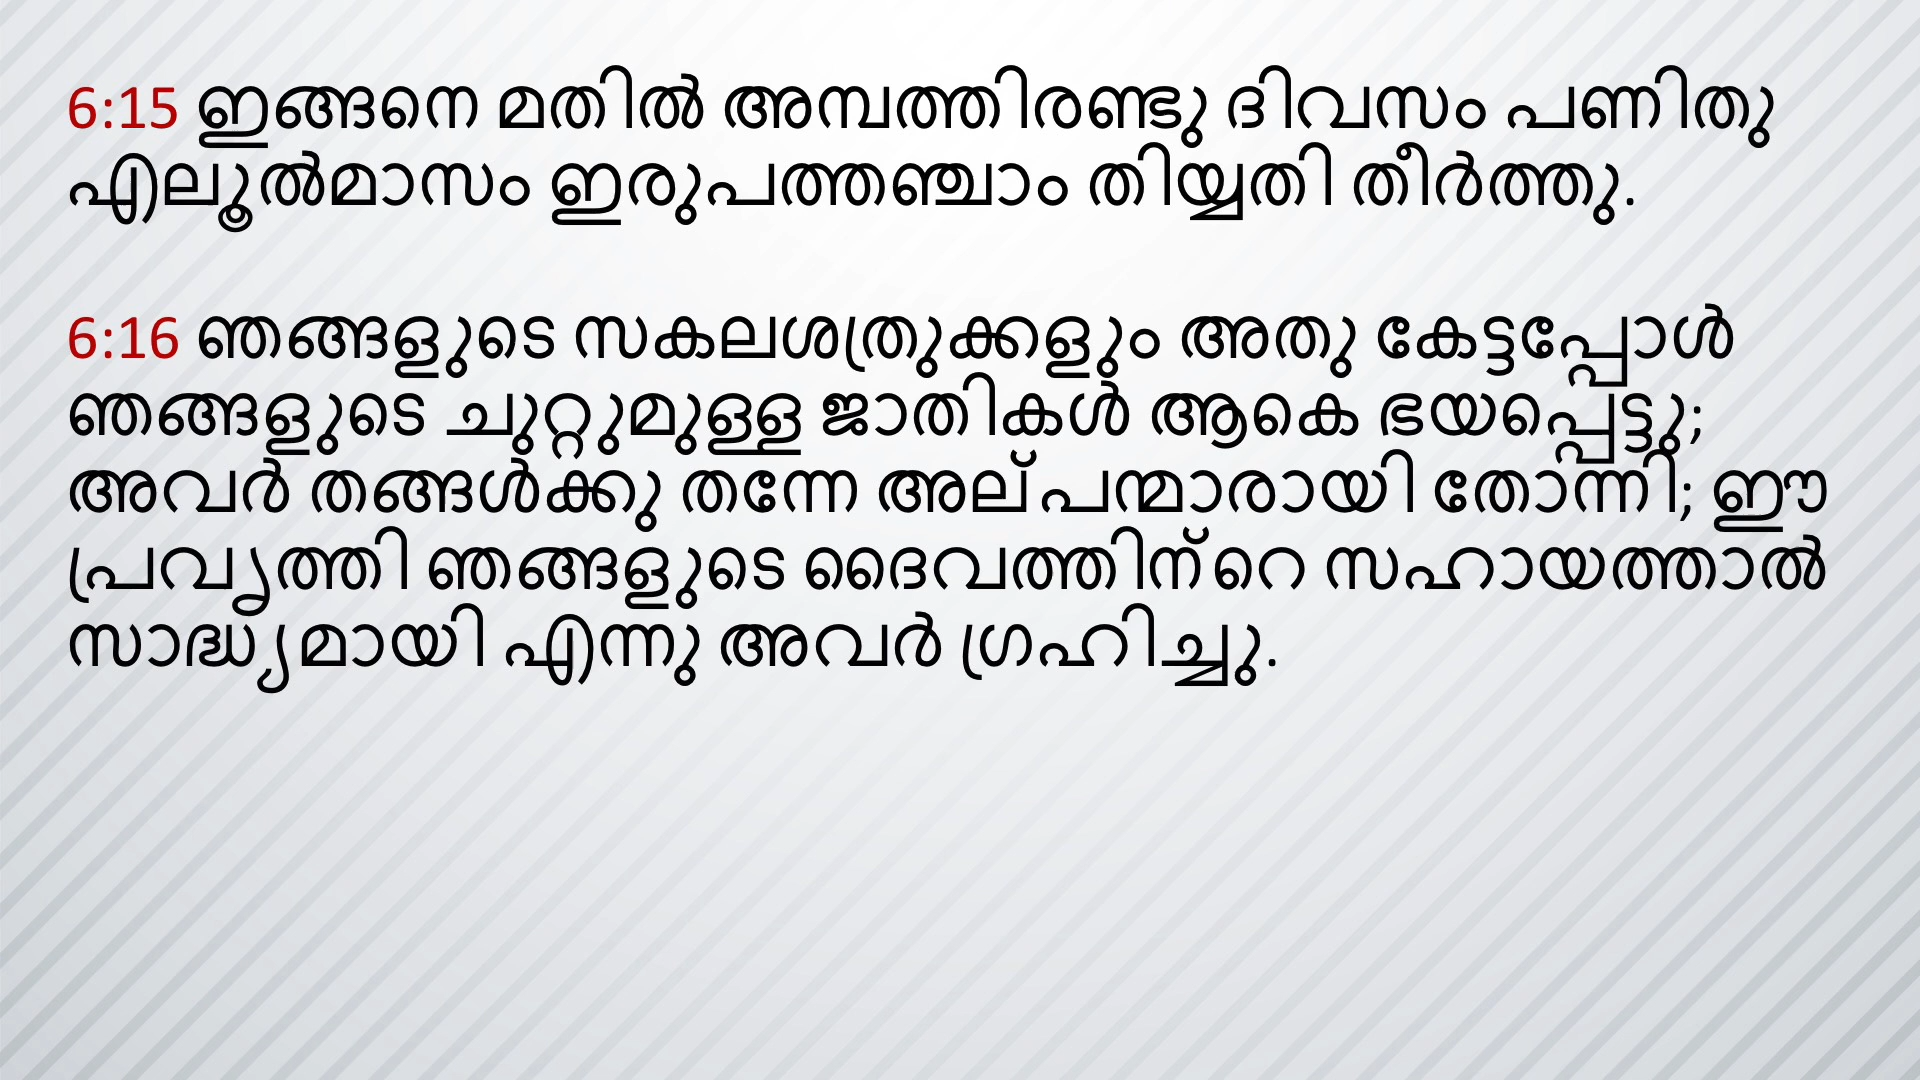 6:15 ഇങ്ങനെ മതിൽ അമ്പത്തിരണ്ടു ദിവസം പണിതു
എലൂൽമാസം ഇരുപത്തഞ്ചാം തിയ്യതി തീർത്തു.
6:16 ഞങ്ങളുടെ സകലശത്രുക്കളും അതു കേട്ടപ്പോൾ
ഞങ്ങളുടെ ചുറ്റുമുള്ള ജാതികൾ ആകെ ഭയപ്പെട്ടു;
അവർ തങ്ങൾക്കു തന്നേ അല്‌പന്മാരായി തോന്നി; ഈ
പ്രവൃത്തി ഞങ്ങളുടെ ദൈവത്തിന്‌റെ സഹായത്താൽ
സാദ്ധ്യമായി എന്നു അവർ ഗ്രഹിച്ചു.